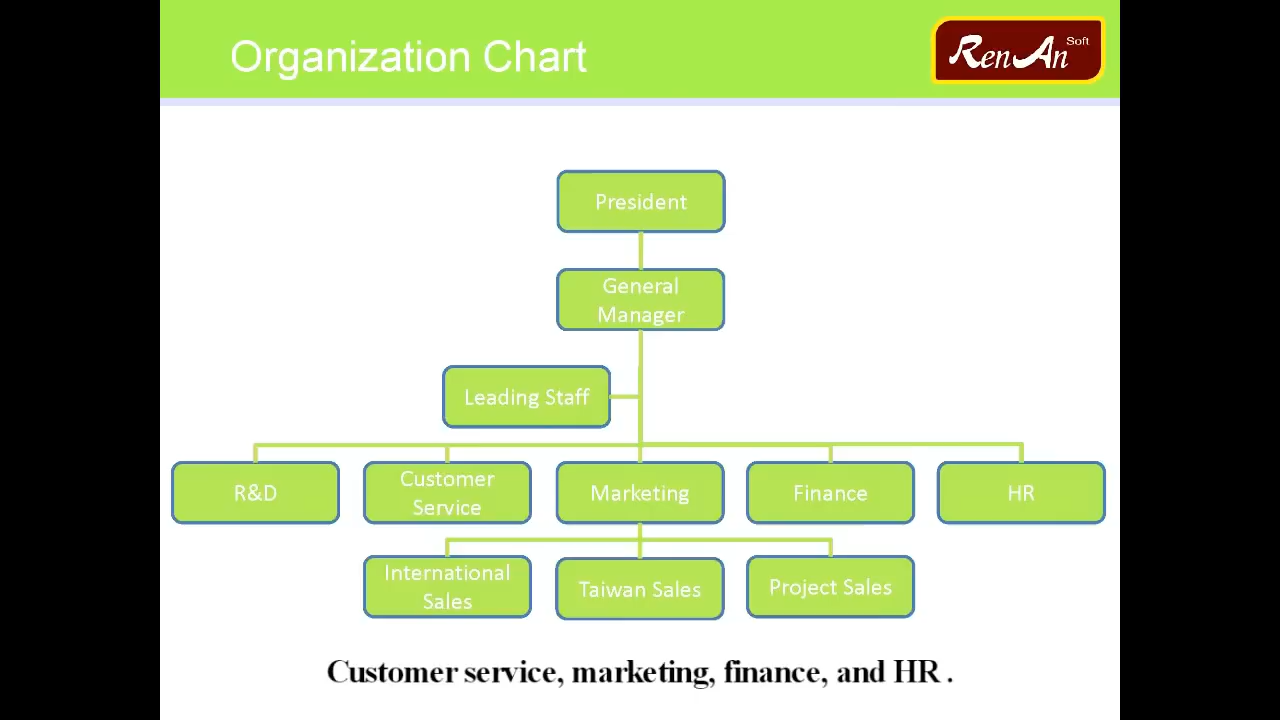 Organization Chart
RenAn Soft
President
General
Manager
Leading Staff
R&D
Customer
Service
Marketing
Finance
HR
International
Sales
Taiwan Sales
Project Sales
Customer service, marketing, finance, and HR .